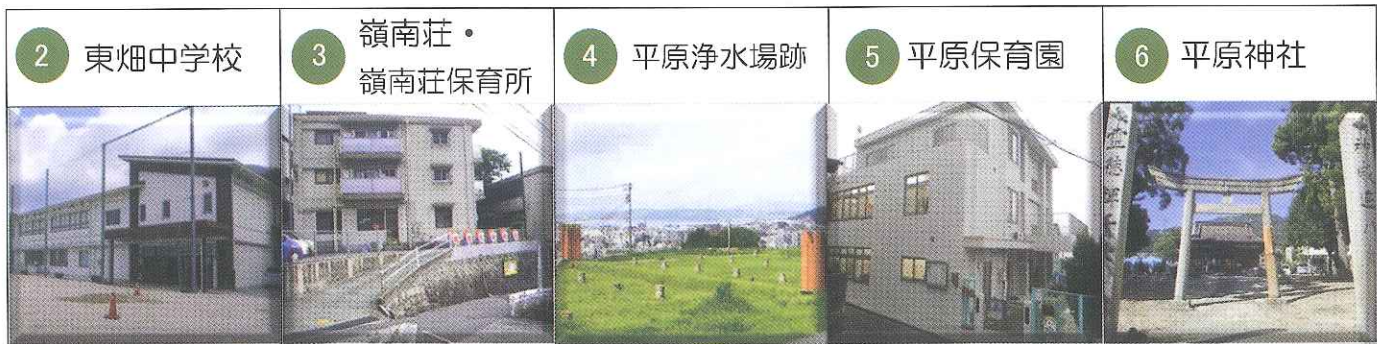 2 東畑中学校
3 嶺南荘・
嶺南荘保育所
4 平原浄水場跡
5 平原保育園
6 平原神社